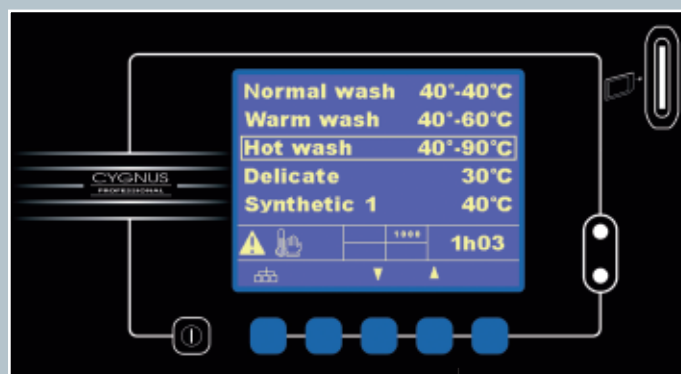 Normal wash 40°-40°C
Warm wash 40°-60°C
Hot wash 40°-90°C
Delicate 30°C
Synthetic 1 40°C
CYGNUS
PROFESSIONAL
1000
1h03